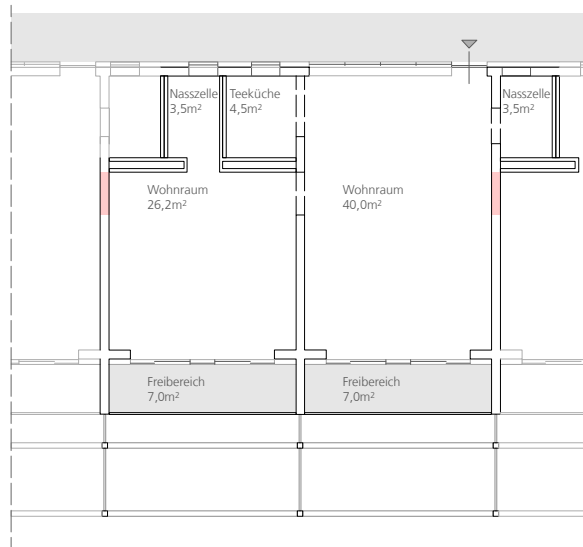 Nasszelle
3,5m²
Teeküche
4,5m²
Nasszelle
3,5m²
Wohnraum
26,2m²
Wohnraum
40,0m²
Freibereich
7,0m²
Freibereich
7,0m²